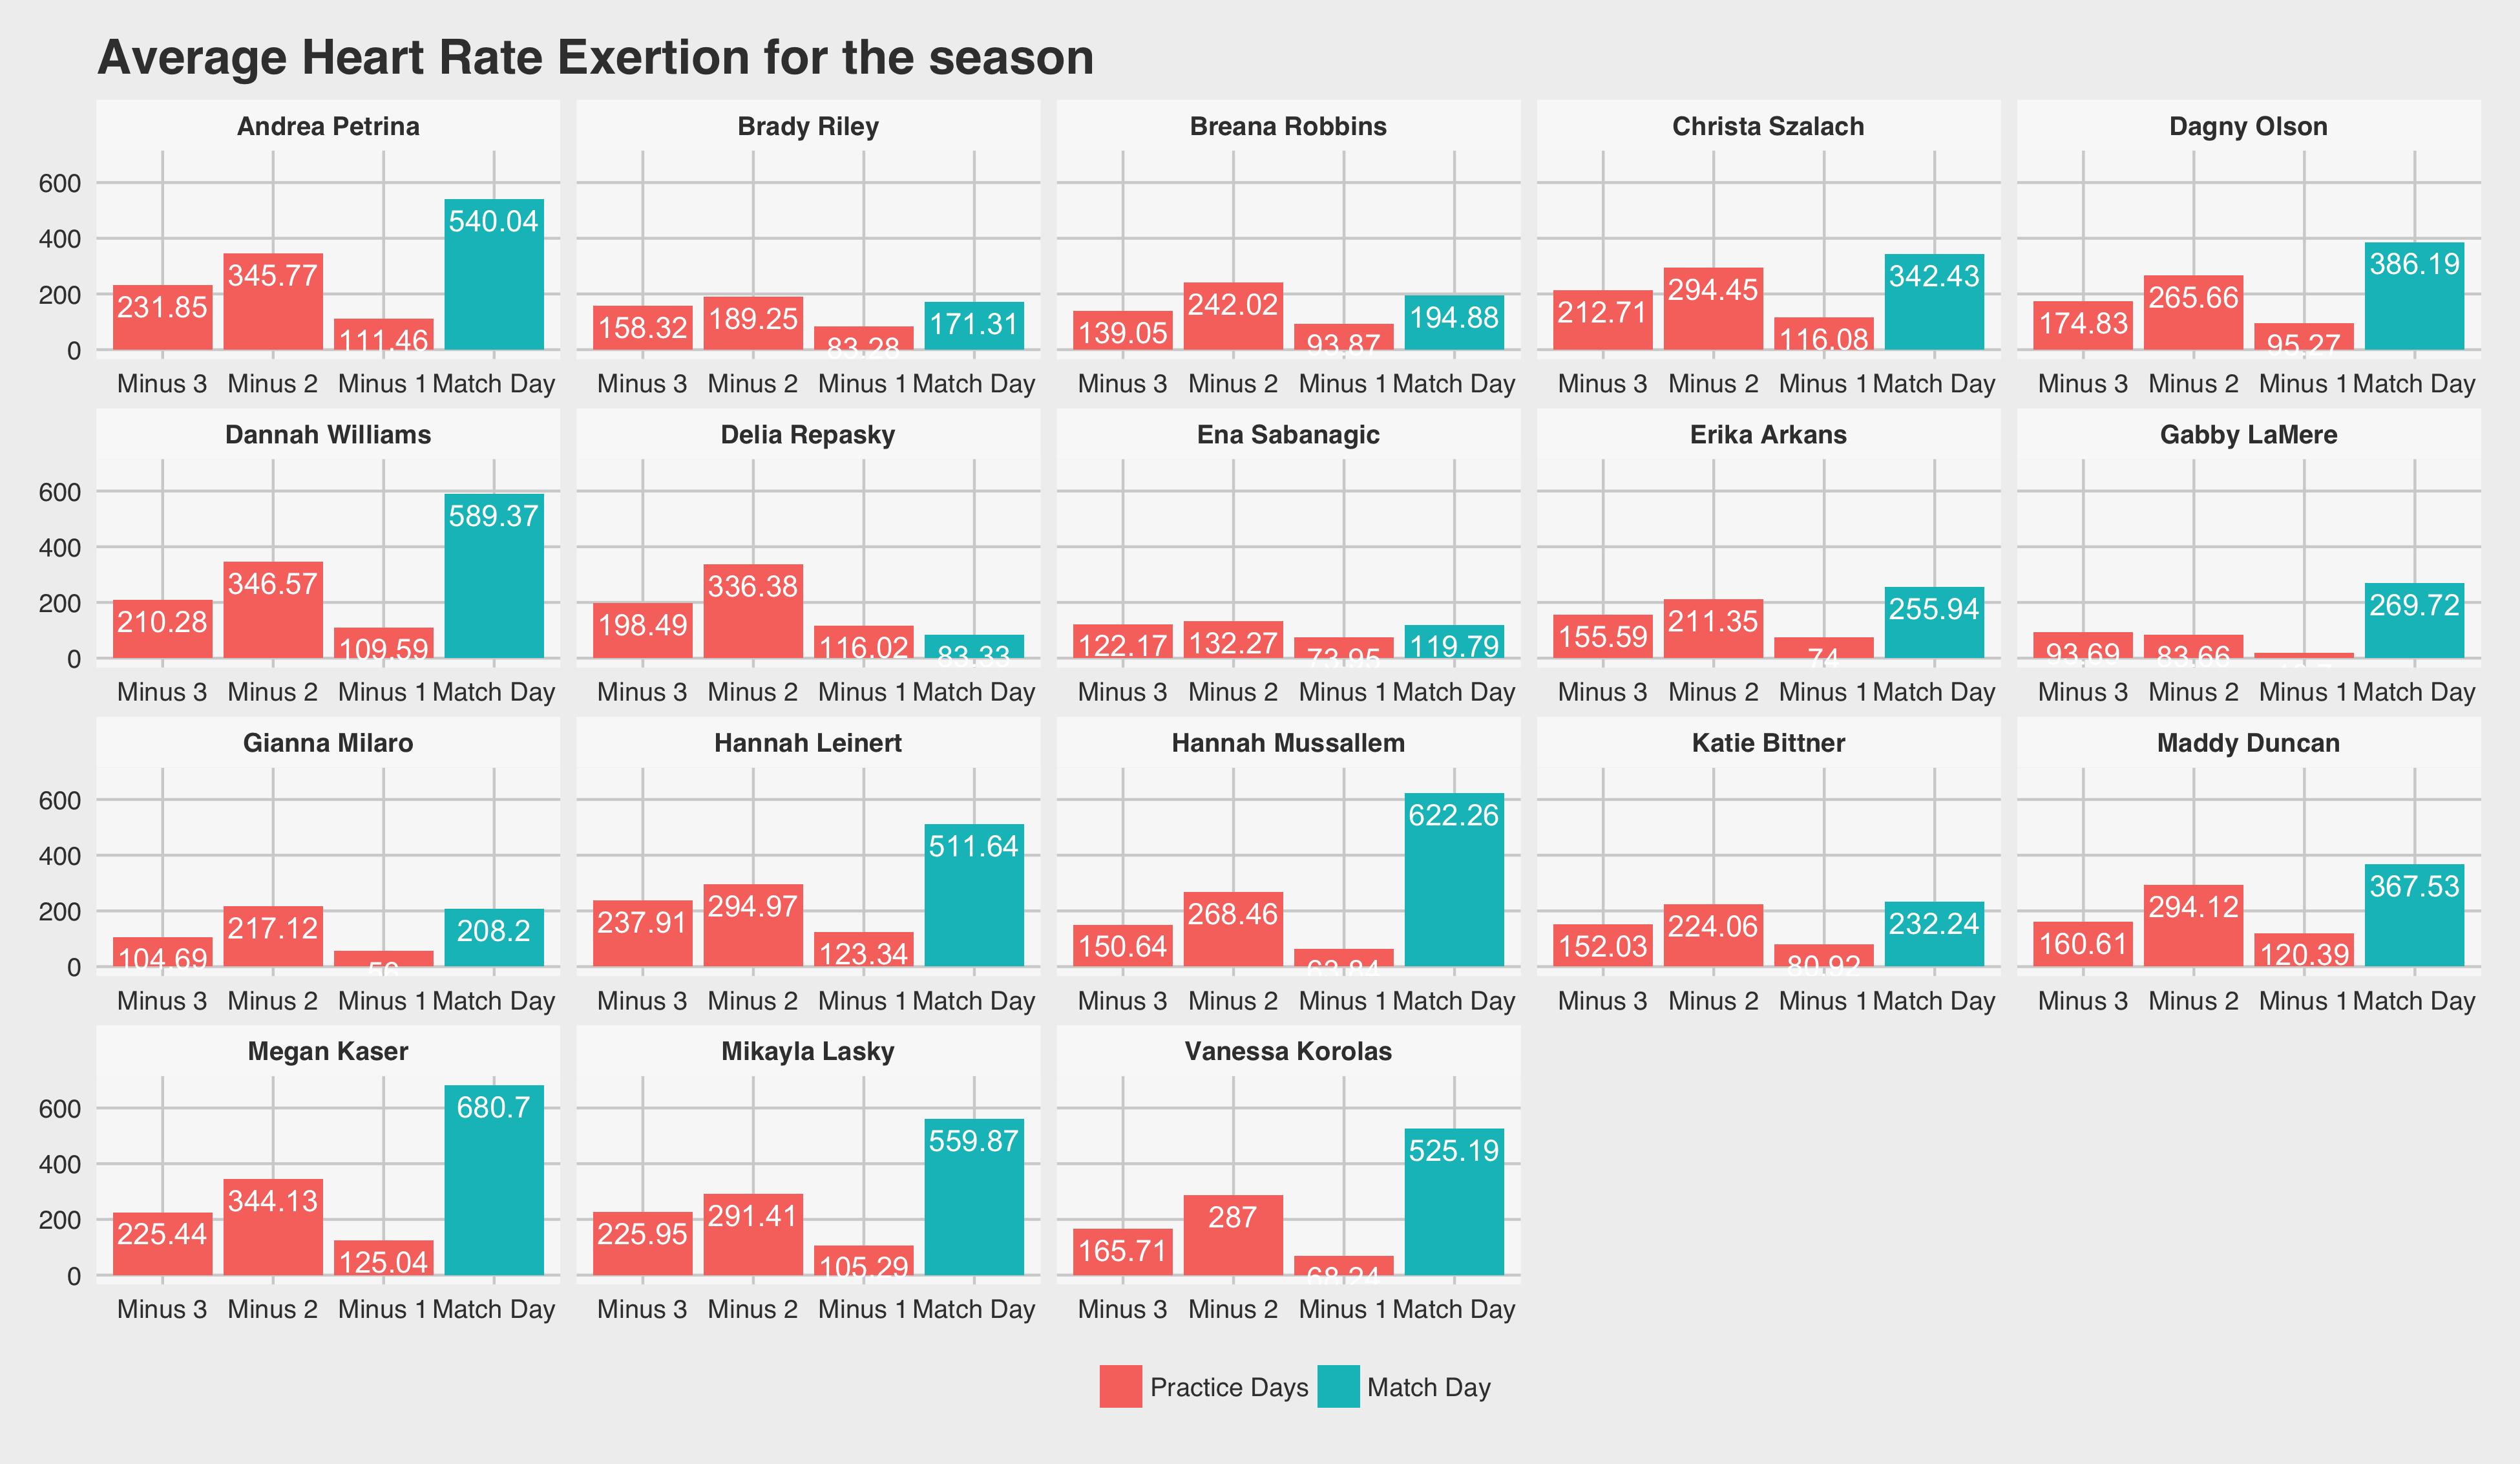 Average Heart Rate Exertion for the season
Andrea Petrina Brady Riley Breana Robbins Christa Szalach Dagny Olson
600
400
200
0
231.85 345.77 111.46 540.04
158.32 189.25 83.28 171.31
139.05 242.02 93.87 194.88
212.71 294.45 116.08 342.43
174.83 265.66 95.27 386.19
Minus 3 Minus 2 Minus 1 Match Day Minus 3 Minus 2 Minus 1 Match Day Minus 3 Minus 2 Minus 1 Match Day Minus 3 Minus 2 Minus 1 Match Day Minus 3 Minus 2 Minus 1 Match Day
Dannah Williams Delia Repasky Ena Sabanagic Erika Arkans Gabby LaMere
600
400
200
0
210.28 346.57 109.59 589.37
198.49 336.38 116.02 83.33
122.17 132.27 73.95 119.79
155.59 211.35 74 255.94
93.69 83.66 269.72
Minus 3 Minus 2 Minus 1 Match Day Minus 3 Minus 2 Minus 1 Match Day Minus 3 Minus 2 Minus 1 Match Day Minus 3 Minus 2 Minus 1 Match Day Minus 3 Minus 2 Minus 1 Match Day
Gianna Milaro Hannah Leinert Hannah Mussallem Katie Bittner Maddy Duncan
600
400
200
0
104.69 217.12 56 208.2
237.91 294.97 123.34 511.64
150.64 268.46 63.84 622.26
152.03 224.06 80.92 232.24
160.61 294.12 120.39 367.53
Minus 3 Minus 2 Minus 1 Match Day Minus 3 Minus 2 Minus 1 Match Day Minus 3 Minus 2 Minus 1 Match Day Minus 3 Minus 2 Minus 1 Match Day Minus 3 Minus 2 Minus 1 Match Day
Megan Kaser Mikayla Lasky Vanessa Korolas
600
400
200
0
225.44 344.13 125.04 680.7
225.95 291.41 105.29 559.87
165.71 287 68.24 525.19
Minus 3 Minus 2 Minus 1 Match Day Minus 3 Minus 2 Minus 1 Match Day Minus 3 Minus 2 Minus 1 Match Day
Practice Days Match Day